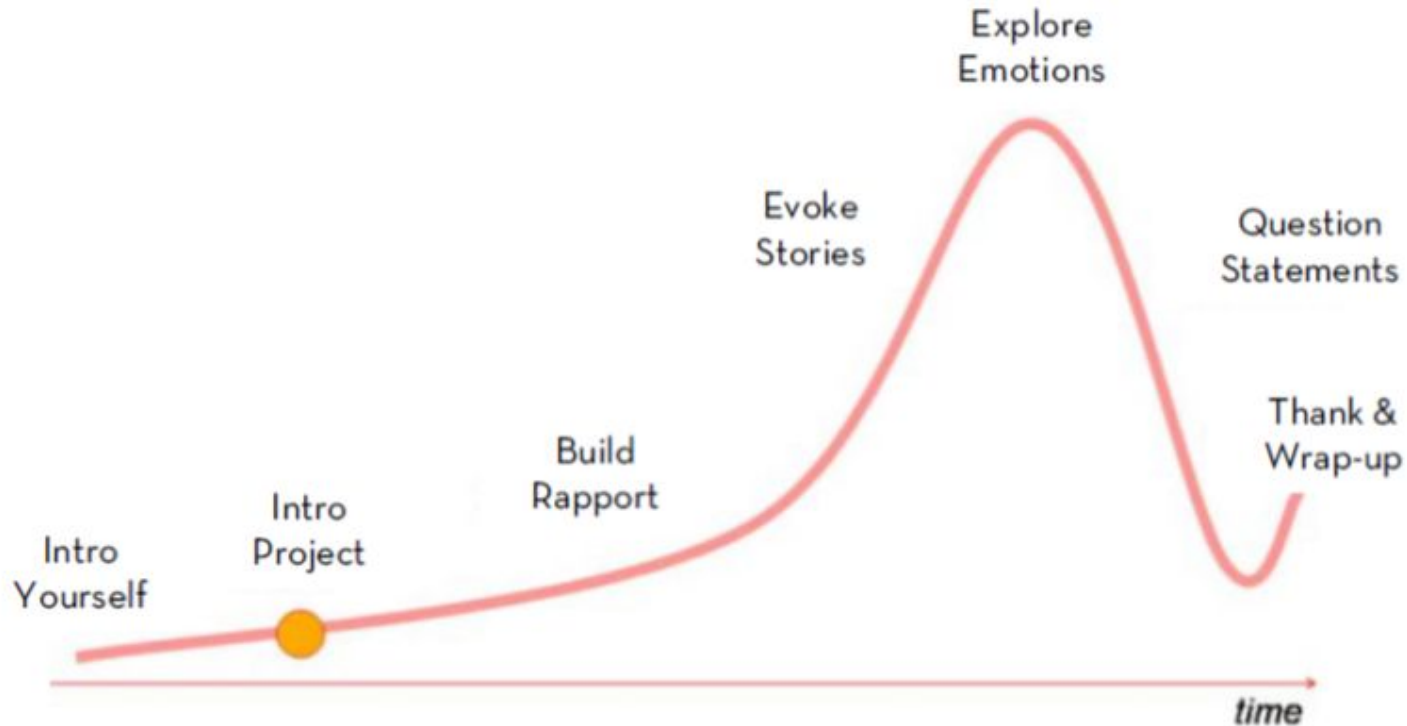 Intro
Yourself
Intro
Project
Build
Rapport
Evoke
Stories
Explore
Emotions
Question
Statements
Thank &
Wrap-up
time